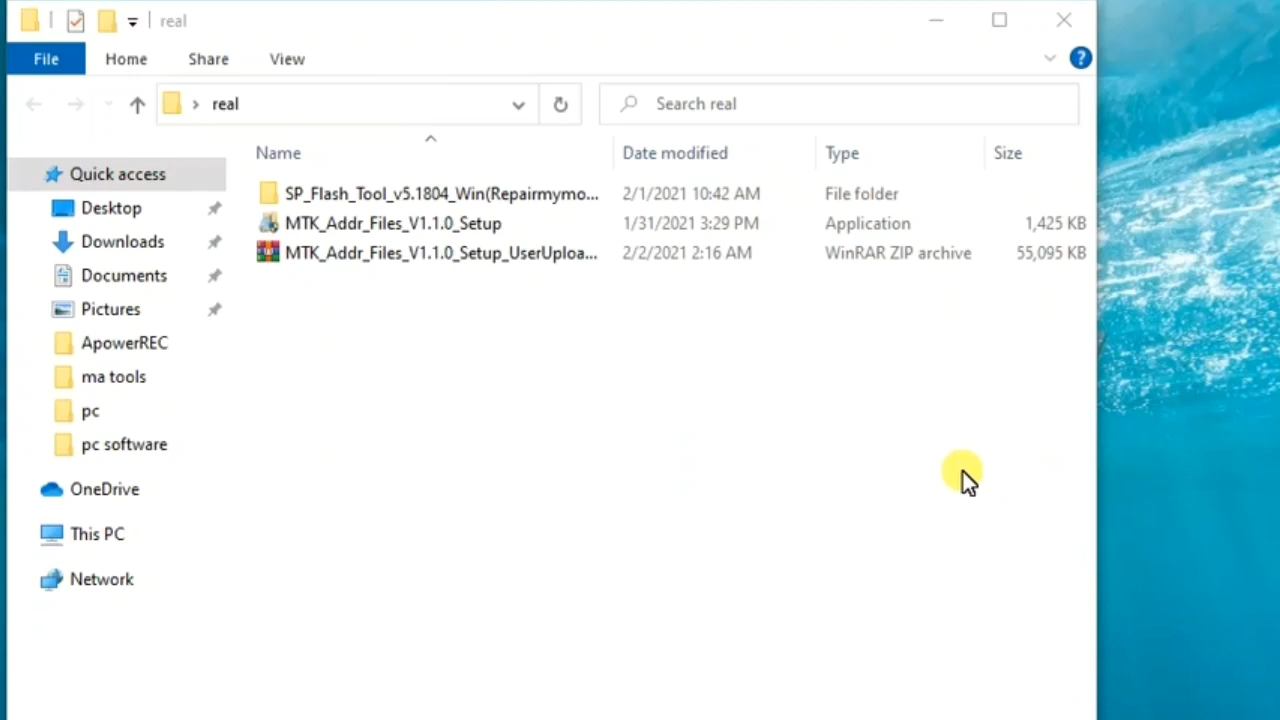 real
File Home Share View
real
Search real
Name Date modified Type Size
Quick access
Desktop
Downloads
Documents
Pictures
ApowerREC
ma tools
pc
pc software
OneDrive
This PC
Network
SP_Flash_Tool_v5.1804_Win(Repairmymo... 2/1/2021 10:42 AM File folder
MTK_Addr_Files_V1.1.0_Setup 1/31/2021 3:29 PM Application 1,425 KB
MTK_Addr_Files_V1.1.0_Setup_UserUploa... 2/2/2021 2:16 AM WinRAR ZIP archive 55,095 KB